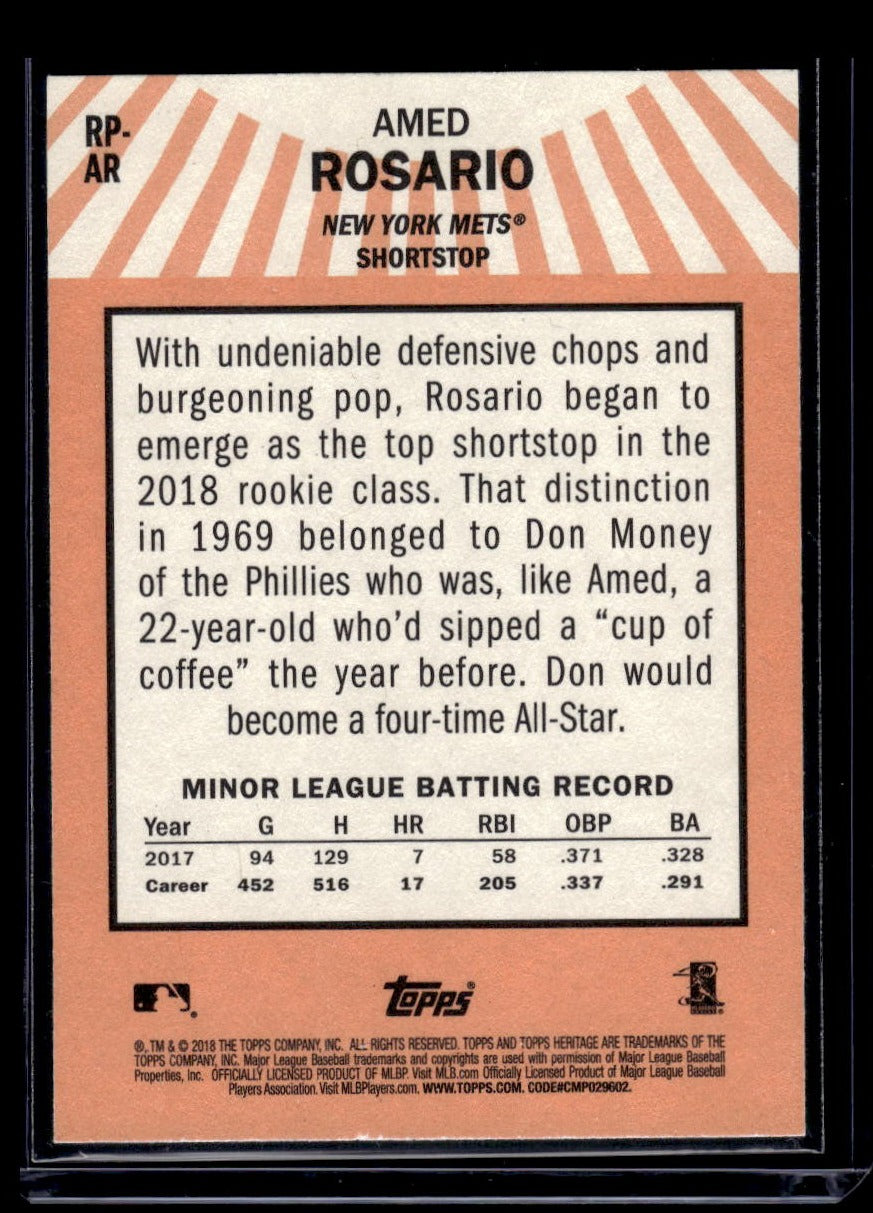 RP-
AR
AMED
ROSARIO
NEW YORK METS®
SHORTSTOP
With undeniable defensive chops and
burgeoning pop, Rosario began to
emerge as the top shortstop in the
2018 rookie class. That distinction
in 1969 belonged to Don Money
of the Phillies who was, like Amed, a
22-year-old who'd sipped a “cup of
coffee” the year before. Don would
become a four-time All-Star.
MINOR LEAGUE BATTING RECORD
Year G H HR RBI OBP BA
2017 94 129 7 58 .371 .328
Career 452 516 17 205 .337 .291
Topps®
®, TM & © 2018 THE TOPPS COMPANY, INC. ALL RIGHTS RESERVED. TOPPS AND TOPPS HERITAGE ARE TRADEMARKS OF THE
TOPPS COMPANY, INC. Major League Baseball trademarks and copyrights are used with permission of Major League Baseball
Properties, Inc. OFFICIALLY LICENSED PRODUCT OF MLBP. Visit MLB.com Officially Licensed Product of Major League Baseball
Players Association. Visit MLBPlayers.com. WWW.TOPPS.COM. CODE#CMP029602.